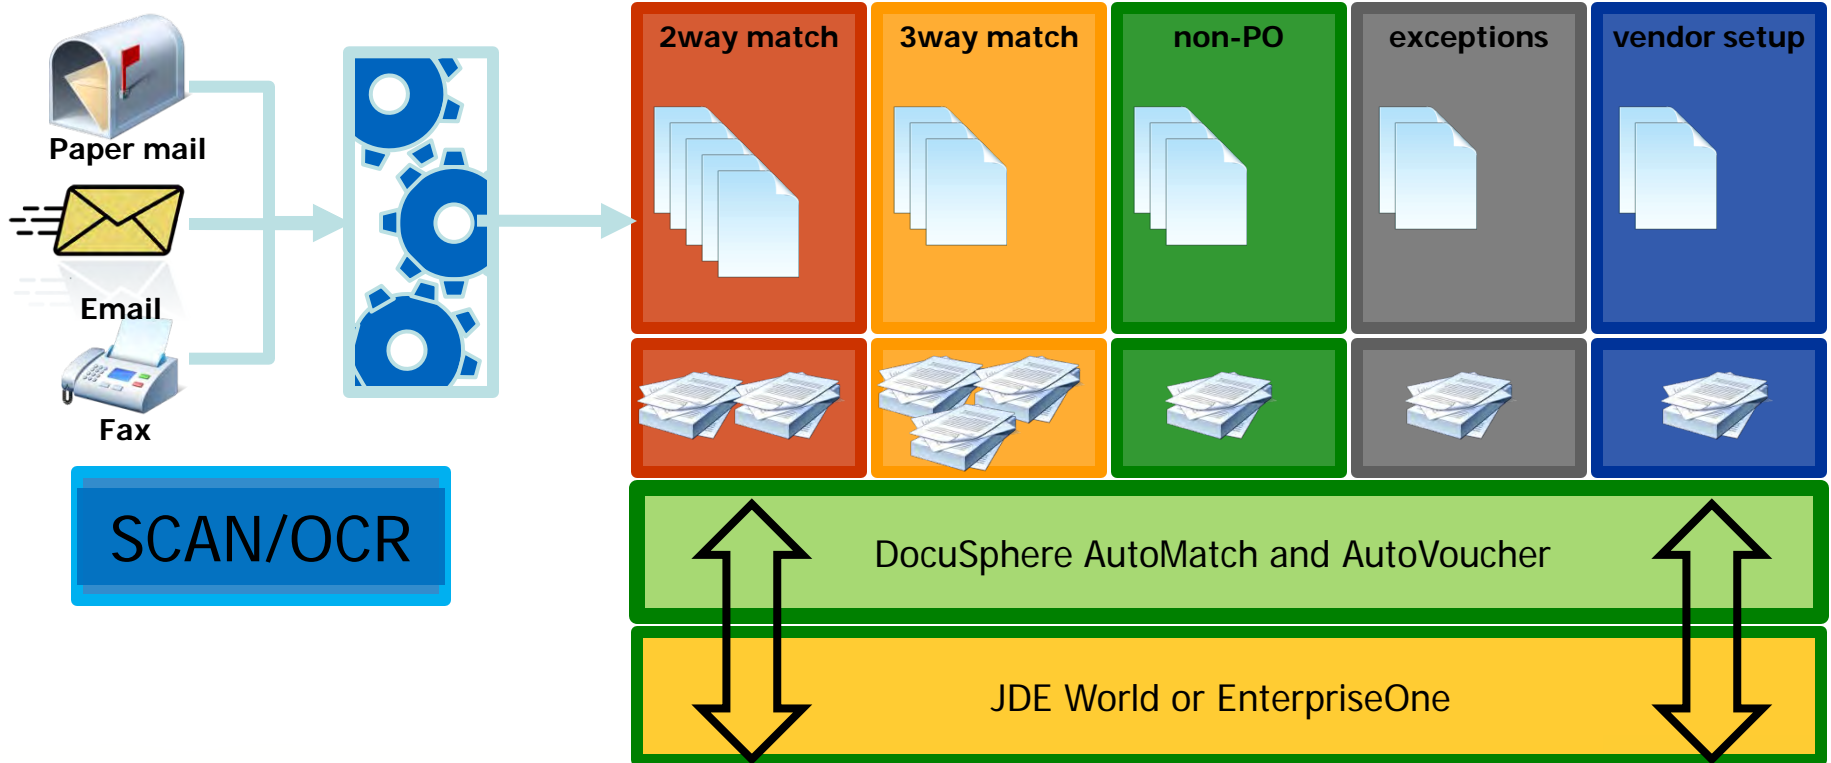 Paper mail
Email
Fax
SCAN/OCR
2way match
3way match
non-PO
exceptions
vendor setup
DocuSphere AutoMatch and AutoVoucher
JDE World or EnterpriseOne